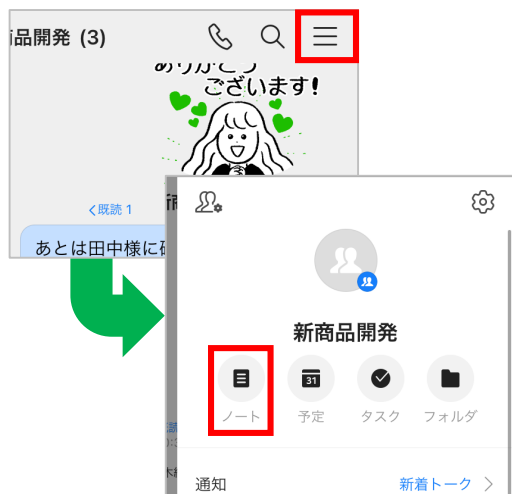 商品開発 (3)
ありがとう
ございます!
既読 1
あとは田中様に
新商品開発
31
ノート
予定
タスク
フォルダ
通知
新着トーク